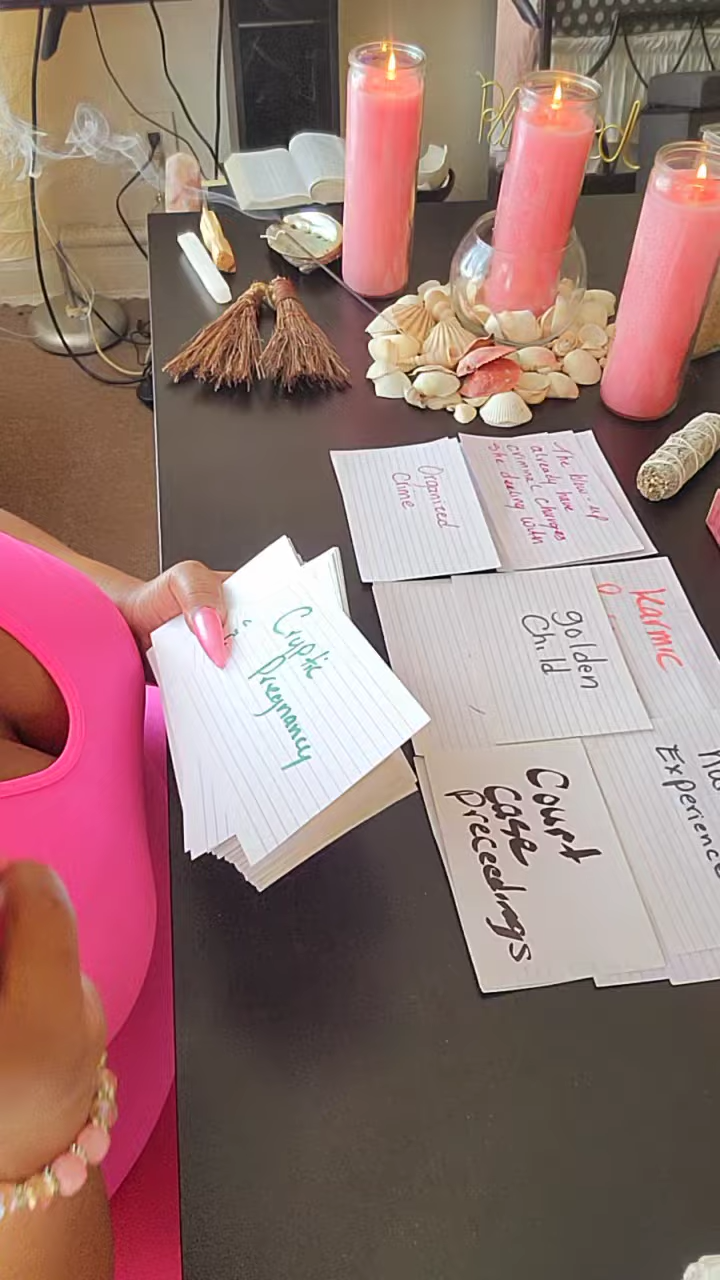 The blow-up
already have
criminal charges
she dealing with
Organized
Crime
Karmic
golden
Child
Experience
Cryptic
Pregnancy
Court
case
Preceedings